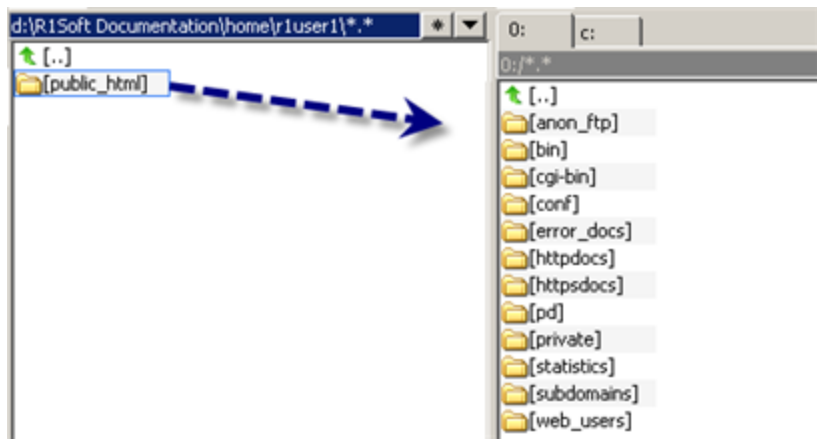 d:\R1Soft Documentation\home\r1user1\*.*
[..]
[public_html]
0: c:
0:/*.*
[..]
[anon_ftp]
[bin]
[cgi-bin]
[conf]
[error_docs]
[httpdocs]
[httpsdocs]
[pd]
[private]
[statistics]
[subdomains]
[web_users]